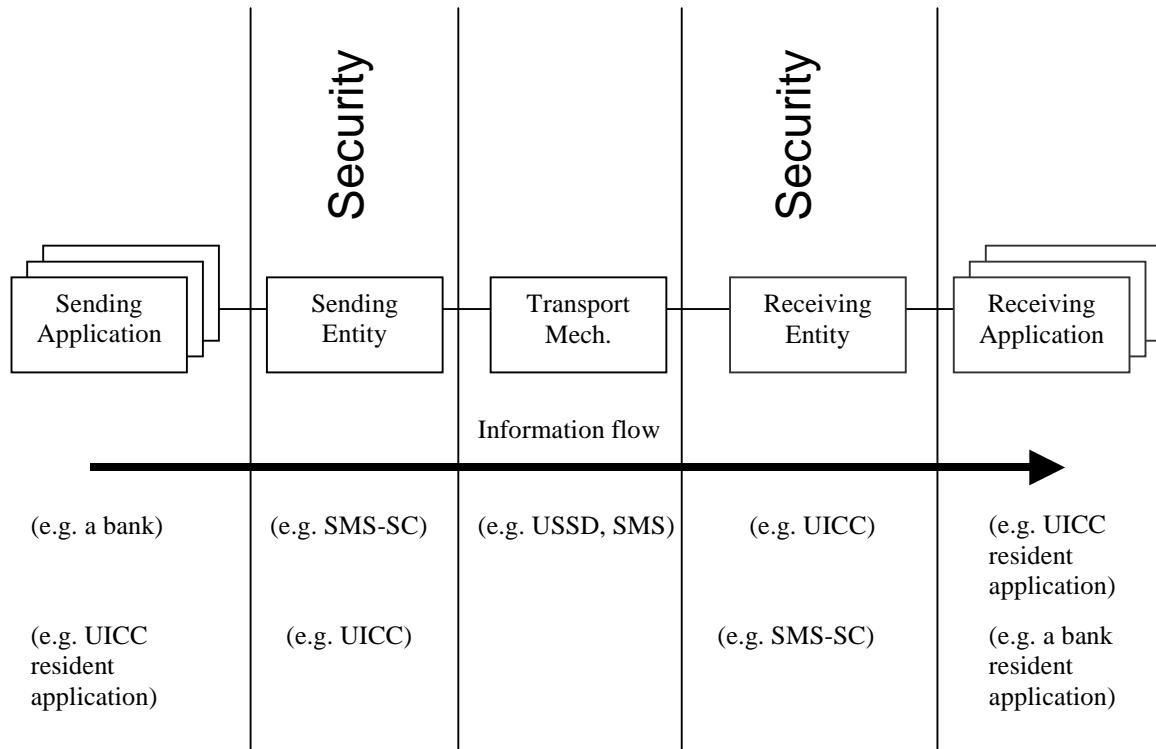 Security
Security
Sending
Application
Sending
Entity
Transport
Mech.
Receiving
Entity
Receiving
Application
Information flow
(e.g. a bank)
(e.g. SMS-SC)
(e.g. USSD, SMS)
(e.g. UICC)
(e.g. UICC
resident
application)
(e.g. UICC
resident
application)
(e.g. UICC)
(e.g. SMS-SC)
(e.g. a bank
resident
application)